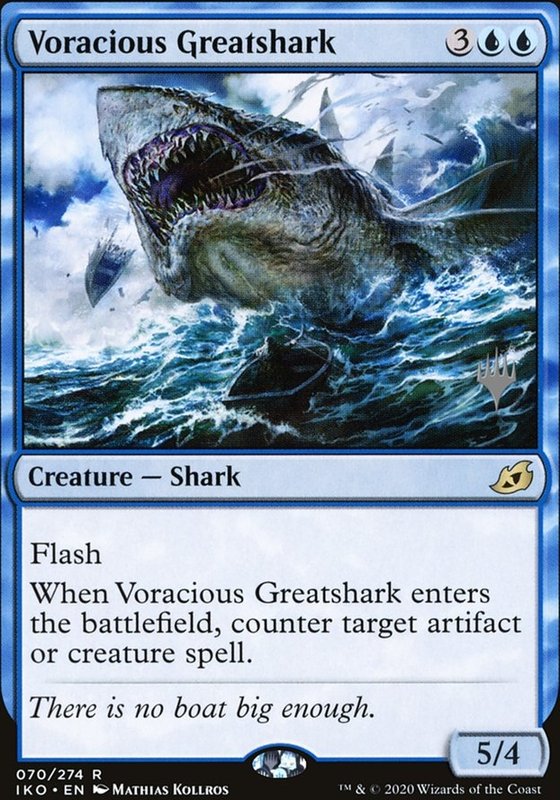 Voracious Greatshark 3
Creature — Shark
Flash
When Voracious Greatshark enters
the battlefield, counter target artifact
or creature spell.
There is no boat big enough.
5/4
070/274 R
IKO • EN Mathias Kollros
™ & © 2020 Wizards of the Coast